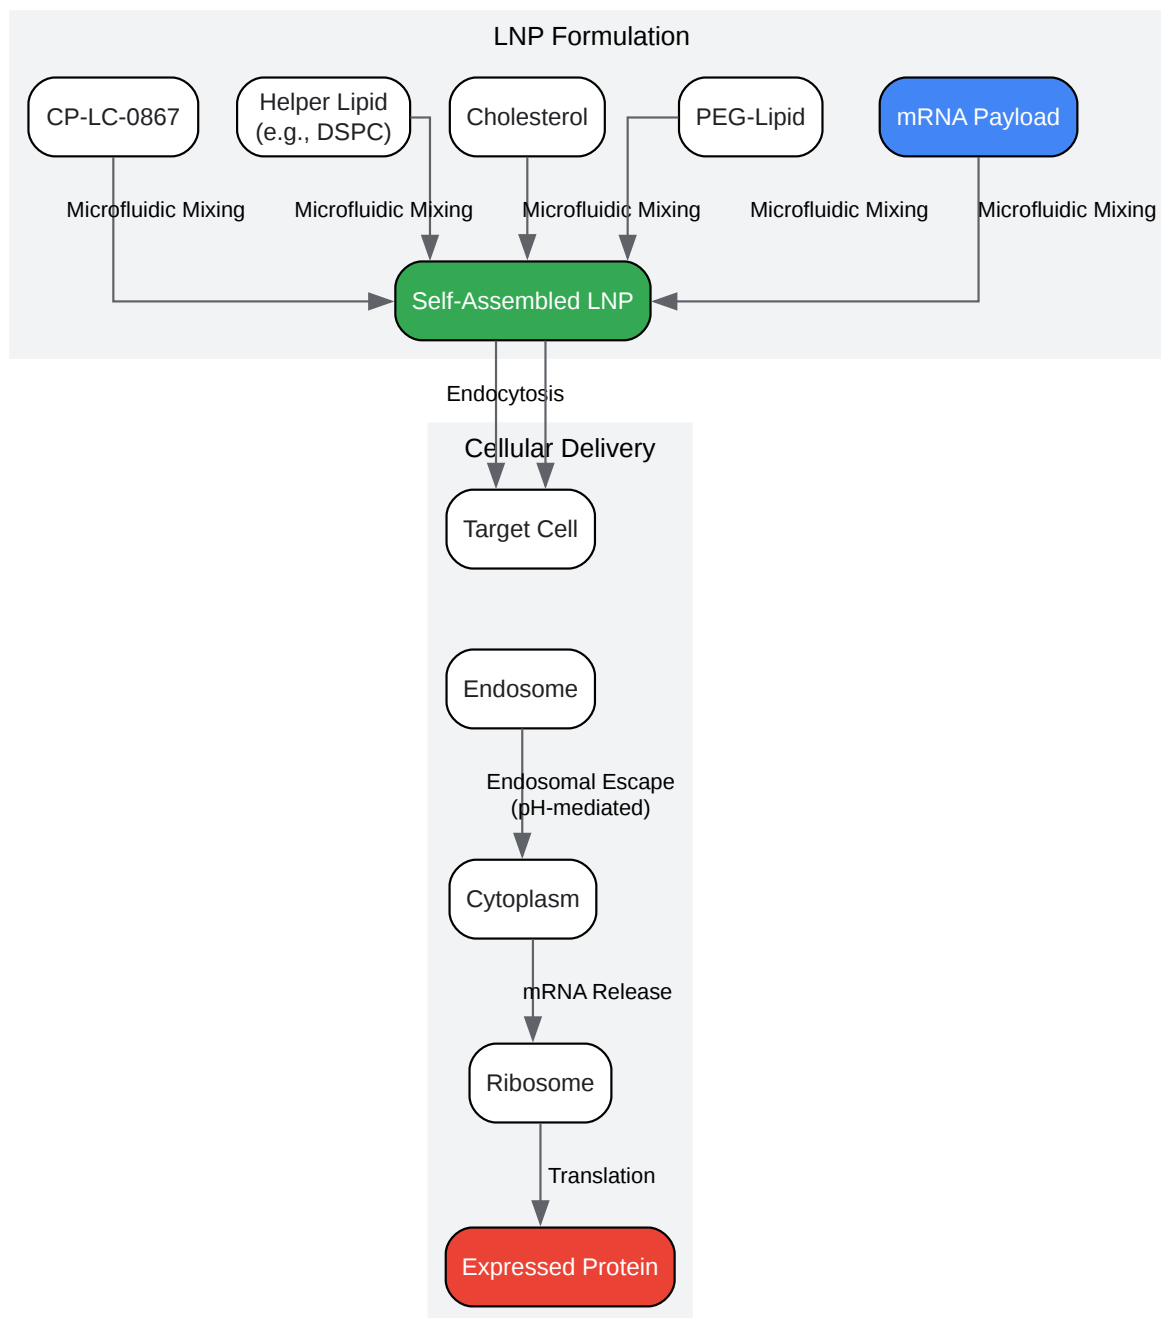 LNP Formulation
CP-LC-0867
Helper Lipid
(e.g., DSPC)
Cholesterol
PEG-Lipid
mRNA Payload
Microfluidic Mixing
Microfluidic Mixing
Microfluidic Mixing
Microfluidic Mixing
Microfluidic Mixing
Self-Assembled LNP
Endocytosis
Cellular Delivery
Target Cell
Endosome
Endosomal Escape
(pH-mediated)
Cytoplasm
mRNA Release
Ribosome
Translation
Expressed Protein